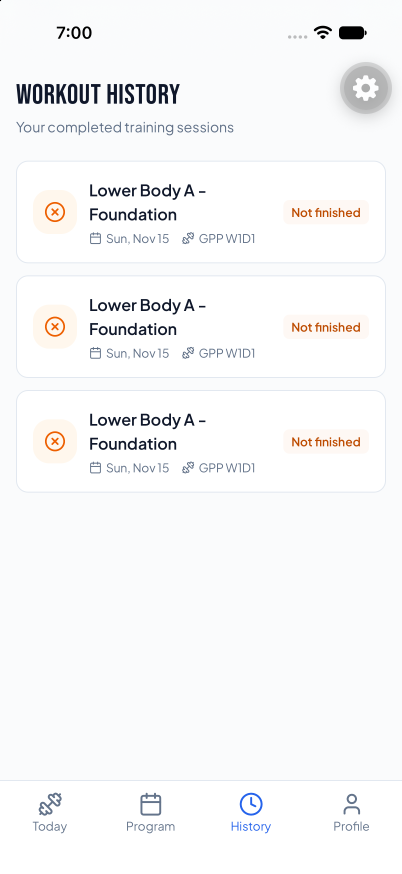 7:00
WORKOUT HISTORY
Your completed training sessions
Lower Body A -
Foundation
Sun, Nov 15 GPP W1D1
Not finished
Lower Body A -
Foundation
Sun, Nov 15 GPP W1D1
Not finished
Lower Body A -
Foundation
Sun, Nov 15 GPP W1D1
Not finished
Today Program History Profile